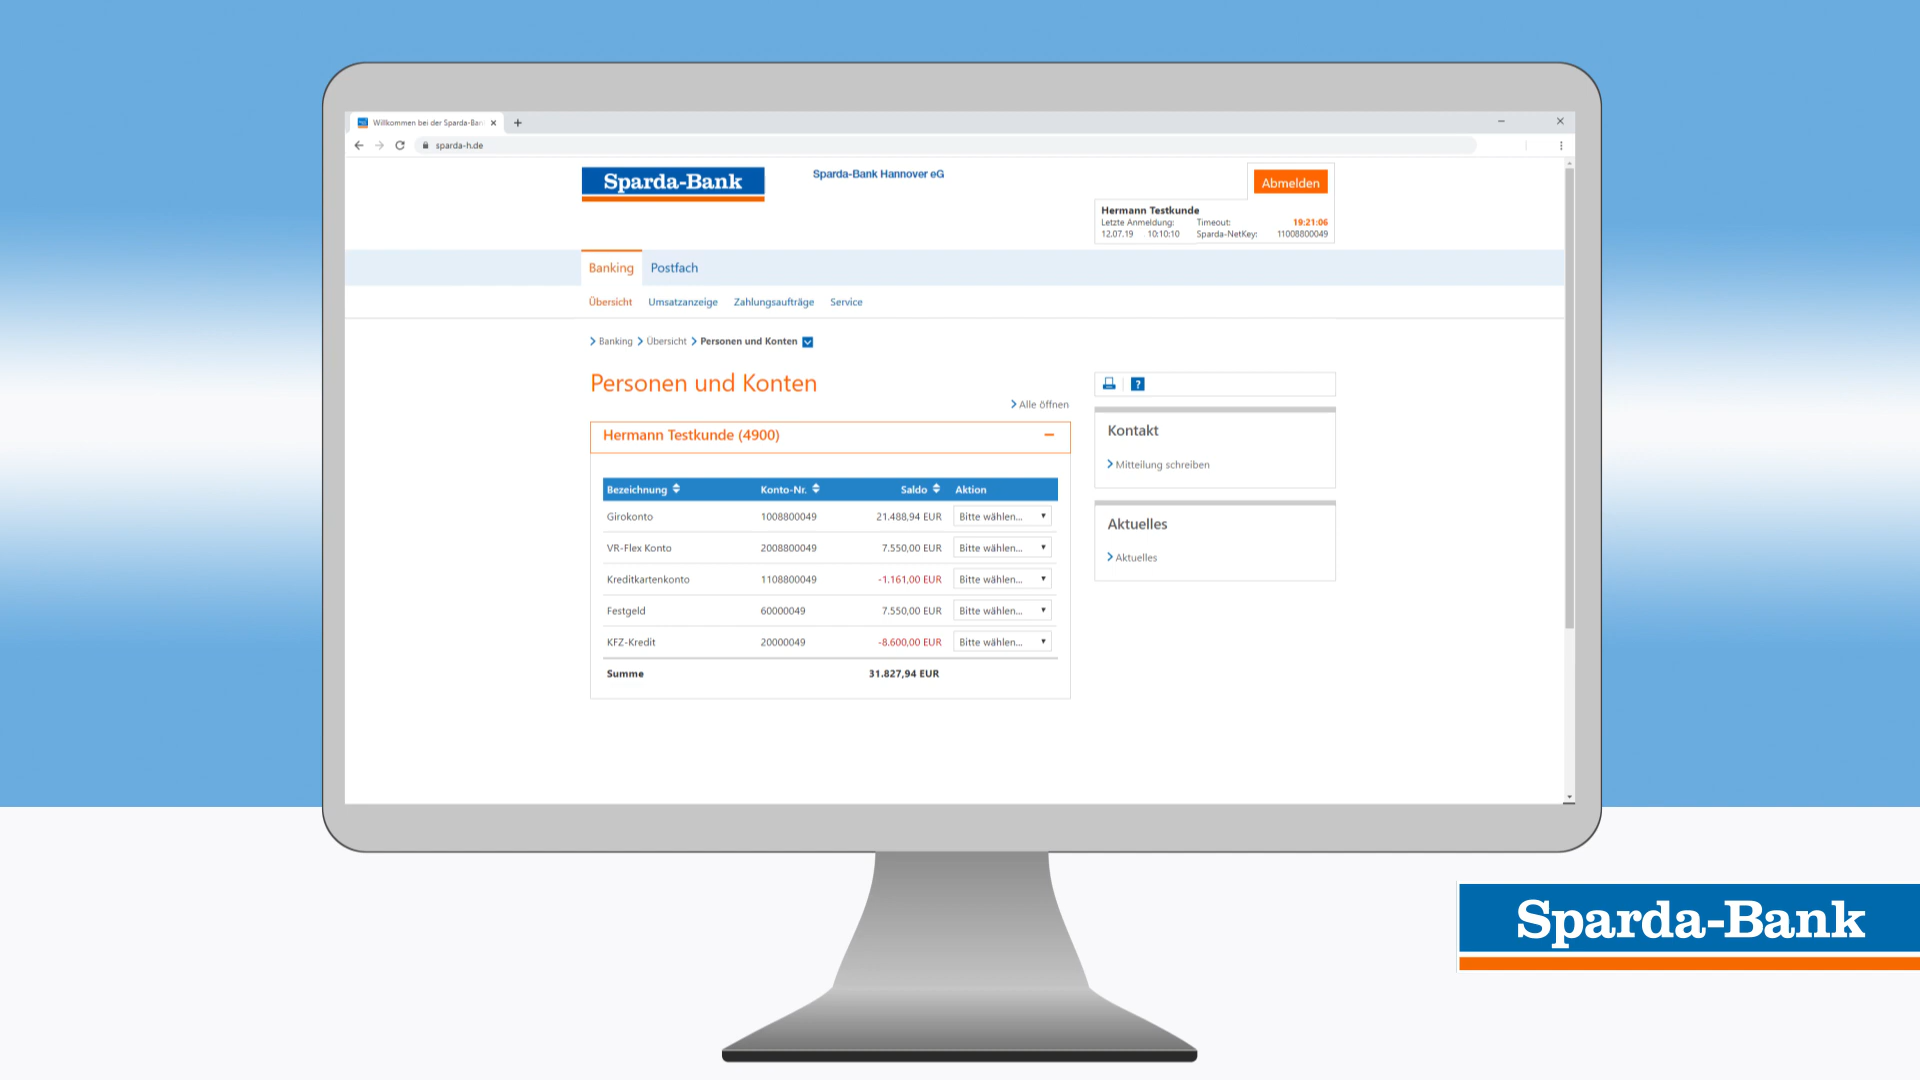 Willkommen bei der Sparda-Ban
sparda-h.de
Sparda-Bank
Sparda-Bank Hannover eG
Abmelden
Hermann Testkunde
Letzte Anmeldung: Timeout: 19:21:06
12.07.19 10:10:10 Sparda-NetKey: 11008800049
Banking Postfach
Übersicht Umsatzanzeige Zahlungsaufträge Service
Banking Übersicht Personen und Konten
Personen und Konten
Alle öffnen
Hermann Testkunde (4900)
Bezeichnung Konto-Nr. Saldo Aktion
Girokonto 1008800049 21.488,94 EUR Bitte wählen...
VR-Flex Konto 2008800049 7.550,00 EUR Bitte wählen...
Kreditkartenkonto 1108800049 -1.161,00 EUR Bitte wählen...
Festgeld 60000049 7.550,00 EUR Bitte wählen...
KFZ-Kredit 20000049 -8.600,00 EUR Bitte wählen...
Summe 31.827,94 EUR
?
Kontakt
Mitteilung schreiben
Aktuelles
Aktuelles
Sparda-Bank